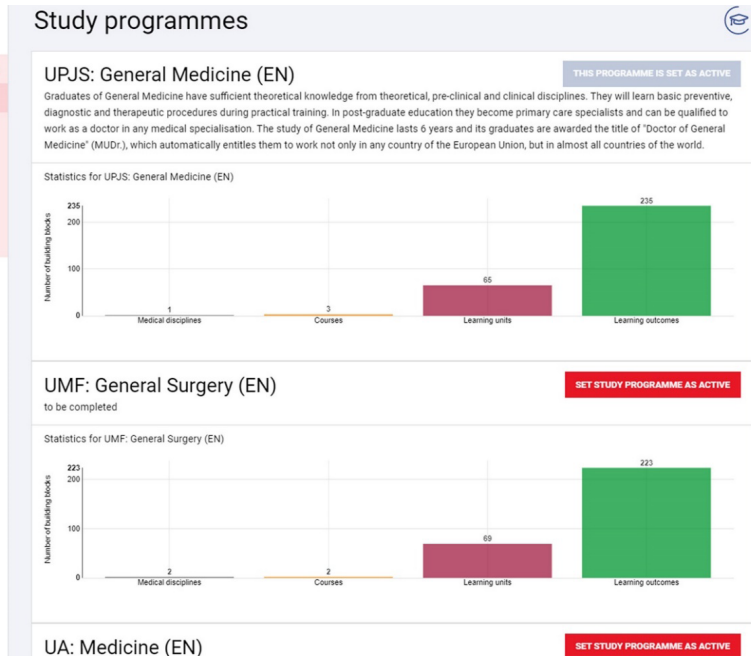 Study programmes
UPJS: General Medicine (EN)
THIS PROGRAMME IS SET AS ACTIVE
Graduates of General Medicine have sufficient theoretical knowledge from theoretical, pre-clinical and clinical disciplines. They will learn basic preventive,
diagnostic and therapeutic procedures during practical training. In post-graduate education they become primary care specialists and can be qualified to
work as a doctor in any medical specialisation. The study of General Medicine lasts 6 years and its graduates are awarded the title of "Doctor of General
Medicine" (MUDr.), which automatically entitles them to work not only in any country of the European Union, but in almost all countries of the world.
Statistics for UPJS: General Medicine (EN)
Number of building blocks
235
200
100
0
1
3
65
235
Medical disciplines
Courses
Learning units
Learning outcomes
UMF: General Surgery (EN)
SET STUDY PROGRAMME AS ACTIVE
to be completed
Statistics for UMF: General Surgery (EN)
Number of building blocks
223
200
100
0
2
2
69
223
Medical disciplines
Courses
Learning units
Learning outcomes
UA: Medicine (EN)
SET STUDY PROGRAMME AS ACTIVE